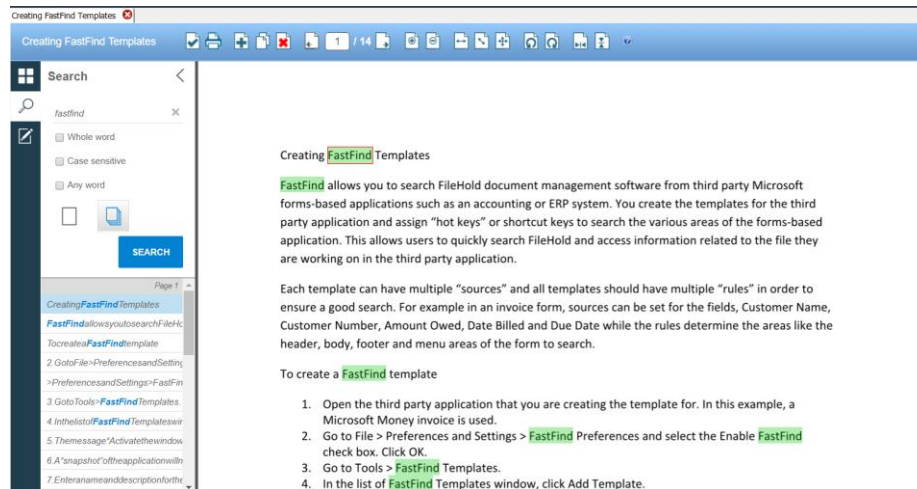 Creating FastFind Templates
Creating FastFind Templates
1 / 14
Search
fastfind
Whole word
Case sensitive
Any word
SEARCH
Page 1
CreatingFastFindTemplates
FastFindallowsyoutosearchFileHo
TocreateaFastFindtemplate
2.GotoFile>PreferencesandSetting
>PreferencesandSettings>FastFin
3.GotoTools>FastFindTemplates.
4.InthelistofFastFindTemplateswin
5.Themessage"Activatethewindow
6.A"snapshot"oftheapplicationwilln
7.Enteranameanddescriptionforthe
Creating FastFind Templates
FastFind allows you to search FileHold document management software from third party Microsoft
forms-based applications such as an accounting or ERP system. You create the templates for the third
party application and assign “hot keys” or shortcut keys to search the various areas of the forms-based
application. This allows users to quickly search FileHold and access information related to the file they
are working on in the third party application.
Each template can have multiple “sources” and all templates should have multiple “rules” in order to
ensure a good search. For example in an invoice form, sources can be set for the fields, Customer Name,
Customer Number, Amount Owed, Date Billed and Due Date while the rules determine the areas like the
header, body, footer and menu areas of the form to search.
To create a FastFind template
1. Open the third party application that you are creating the template for. In this example, a
Microsoft Money invoice is used.
2. Go to File > Preferences and Settings > FastFind Preferences and select the Enable FastFind
check box. Click OK.
3. Go to Tools > FastFind Templates.
4. In the list of FastFind Templates window, click Add Template.